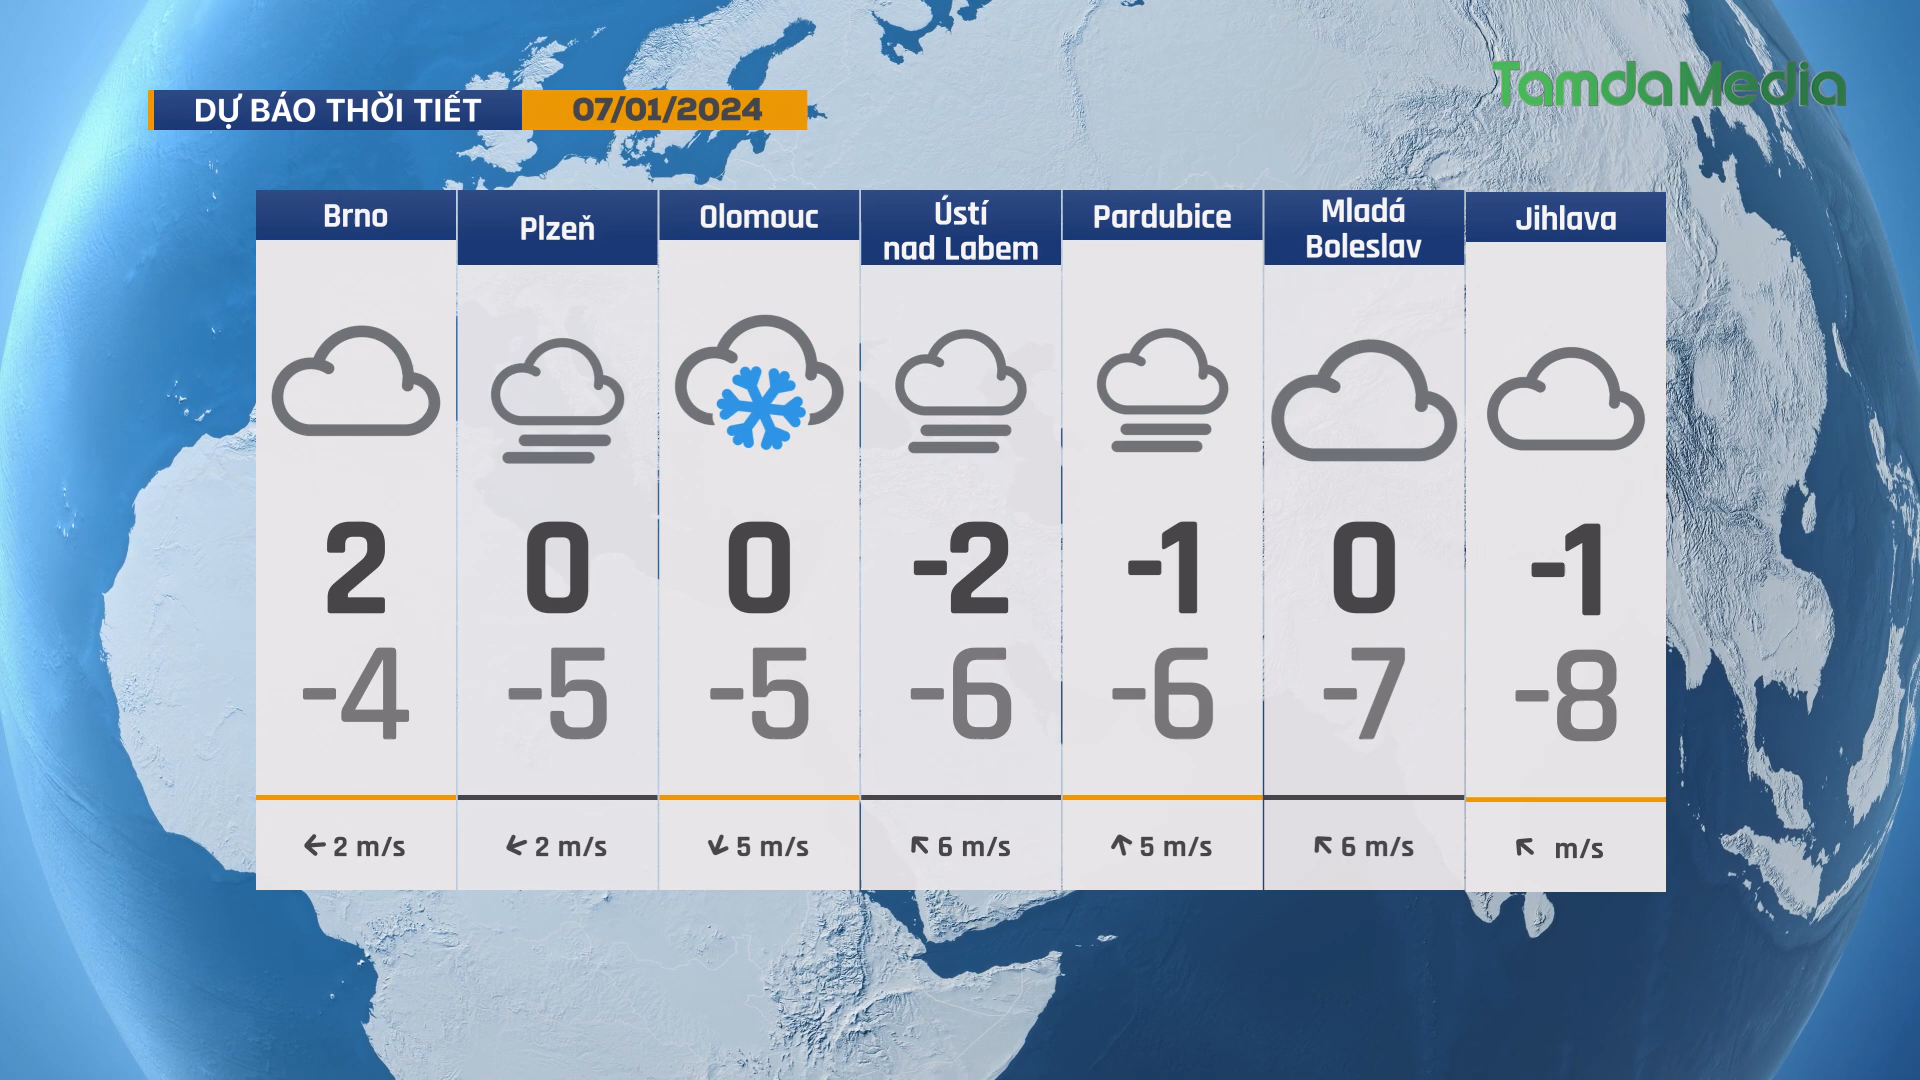 TamdaMedia
DỰ BÁO THỜI TIẾT 07/01/2024
Brno
Plzeň
Olomouc
Ústí
nad Labem
Pardubice
Mladá
Boleslav
Jihlava
2 0 0 -2 -1 0 -1
-4 -5 -5 -6 -6 -7 -8
2 m/s 2 m/s 5 m/s 6 m/s 5 m/s 6 m/s m/s